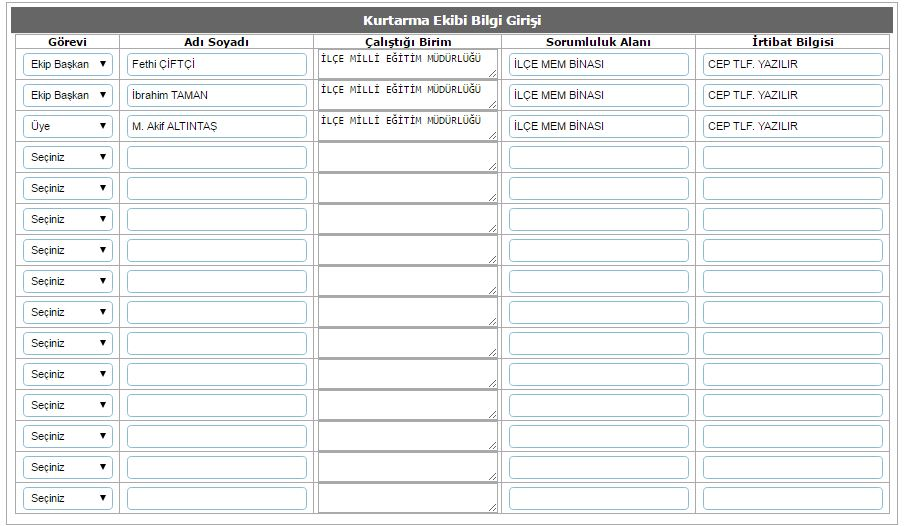 Kurtarma Ekibi Bilgi Girişi
Görevi Adı Soyadı Çalıştığı Birim Sorumluluk Alanı İrtibat Bilgisi
Ekip Başkan Fethi ÇİFTÇİ İLÇE MİLLİ EĞİTİM MÜDÜRLÜĞÜ İLÇE MEM BİNASI CEP TLF. YAZILIR
Ekip Başkan İbrahim TAMAN İLÇE MİLLİ EĞİTİM MÜDÜRLÜĞÜ İLÇE MEM BİNASI CEP TLF. YAZILIR
Üye M. Akif ALTINTAŞ İLÇE MİLLİ EĞİTİM MÜDÜRLÜĞÜ İLÇE MEM BİNASI CEP TLF. YAZILIR
Seçiniz
Seçiniz
Seçiniz
Seçiniz
Seçiniz
Seçiniz
Seçiniz
Seçiniz
Seçiniz
Seçiniz
Seçiniz
Seçiniz